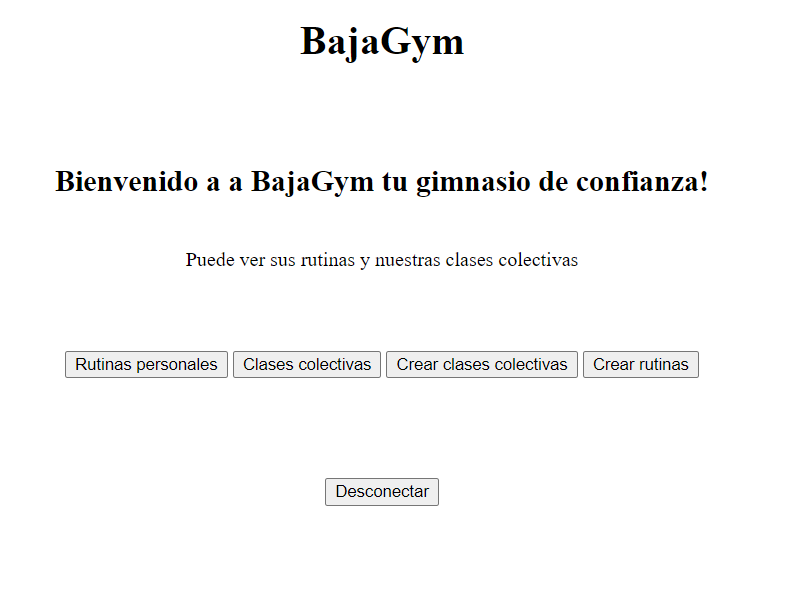 BajaGym
Bienvenido a a BajaGym tu gimnasio de confianza!
Puede ver sus rutinas y nuestras clases colectivas
Rutinas personales Clases colectivas Crear clases colectivas Crear rutinas
Desconectar